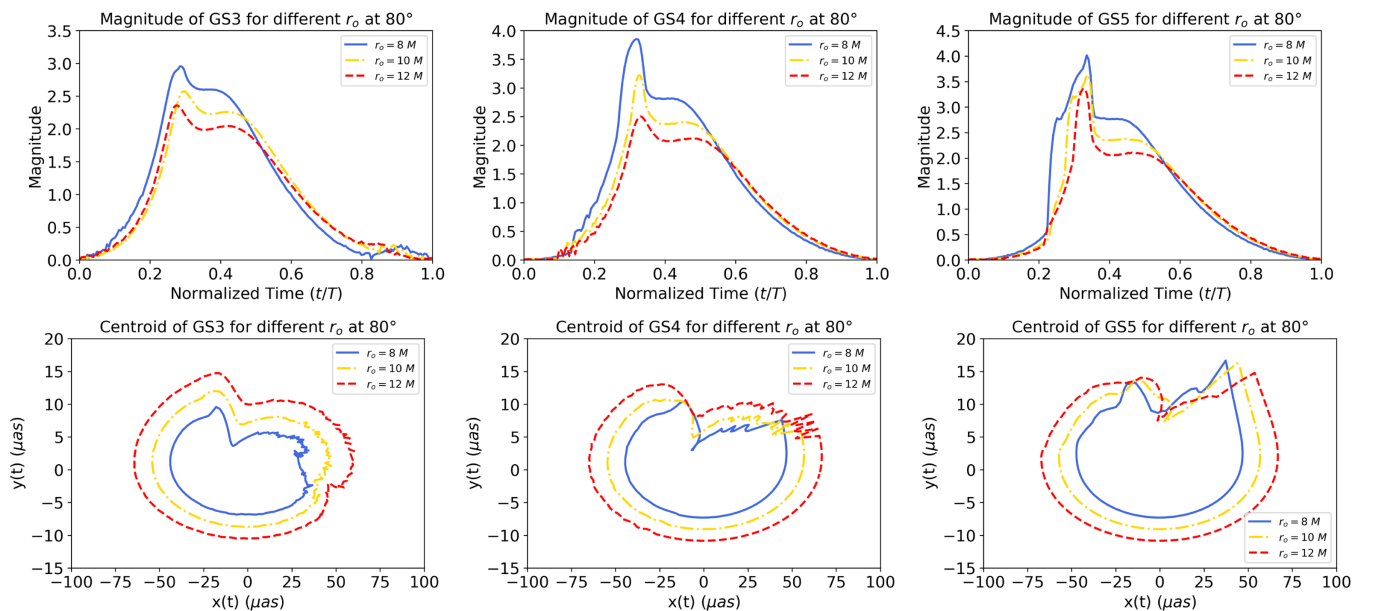 Magnitude of GS3 for different r_o at 80°
Magnitude
3.5
3.0
2.5
2.0
1.5
1.0
0.5
0.0
r_o = 8 M
r_o = 10 M
r_o = 12 M
0.0 0.2 0.4 0.6 0.8 1.0
Normalized Time (t/T)
Magnitude of GS4 for different r_o at 80°
Magnitude
4.0
3.5
3.0
2.5
2.0
1.5
1.0
0.5
0.0
r_o = 8 M
r_o = 10 M
r_o = 12 M
0.0 0.2 0.4 0.6 0.8 1.0
Normalized Time (t/T)
Magnitude of GS5 for different r_o at 80°
Magnitude
4.5
4.0
3.5
3.0
2.5
2.0
1.5
1.0
0.5
0.0
r_o = 8 M
r_o = 10 M
r_o = 12 M
0.0 0.2 0.4 0.6 0.8 1.0
Normalized Time (t/T)
Centroid of GS3 for different r_o at 80°
y(t) (μas)
20
15
10
5
0
−5
−10
−15
r_o = 8 M
r_o = 10 M
r_o = 12 M
−100 −75 −50 −25 0 25 50 75 100
x(t) (μas)
Centroid of GS4 for different r_o at 80°
y(t) (μas)
20
15
10
5
0
−5
−10
−15
r_o = 8 M
r_o = 10 M
r_o = 12 M
−100 −75 −50 −25 0 25 50 75 100
x(t) (μas)
Centroid of GS5 for different r_o at 80°
y(t) (μas)
20
15
10
5
0
−5
−10
−15
r_o = 8 M
r_o = 10 M
r_o = 12 M
−100 −75 −50 −25 0 25 50 75 100
x(t) (μas)